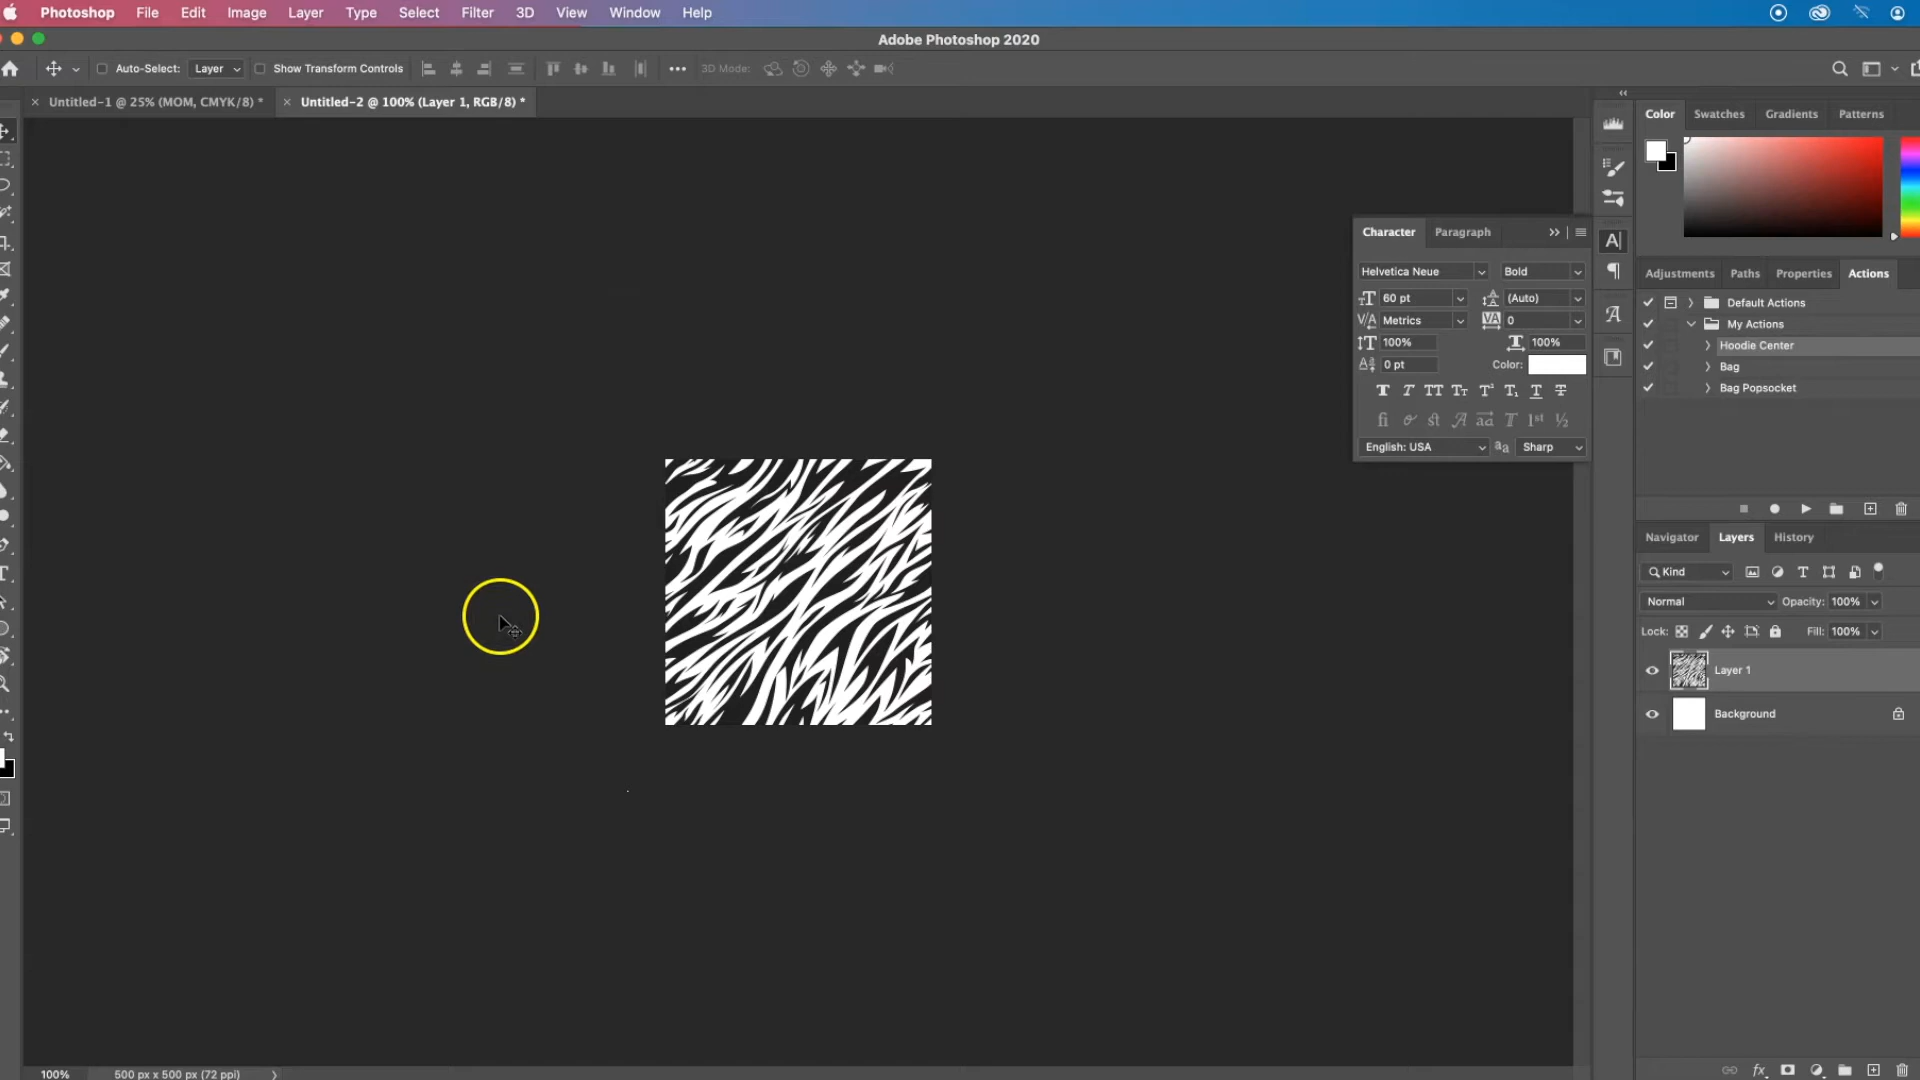 Photoshop File Edit Image Layer Type Select Filter 3D View Window Help
Adobe Photoshop 2020
Auto-Select: Layer Show Transform Controls 3D Mode:
Untitled-1 @ 25% (MOM, CMYK/8) * Untitled-2 @ 100% (Layer 1, RGB/8) *
Color Swatches Gradients Patterns
Character Paragraph
Helvetica Neue Bold
60 pt (Auto)
Metrics 0
100% 100%
0 pt Color:
English: USA Sharp
Adjustments Paths Properties Actions
Default Actions
My Actions
Hoodie Center
Bag
Bag Popsocket
Navigator Layers History
Kind
Normal Opacity: 100%
Lock: Fill: 100%
Layer 1
Background
100% 500 px x 500 px (72 ppi)